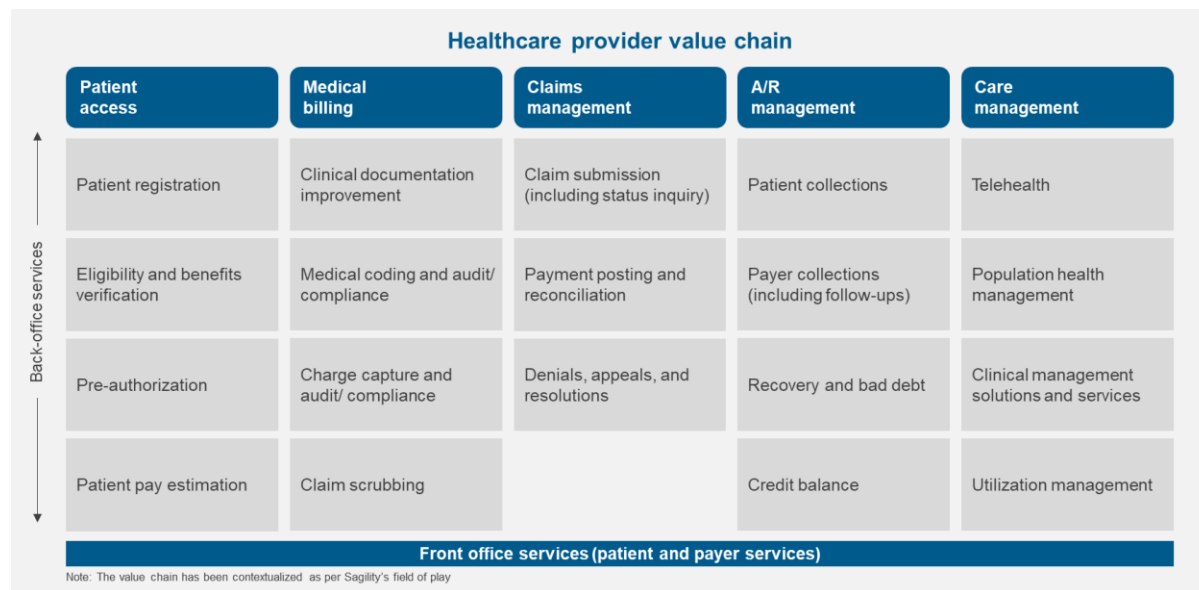 Healthcare provider value chain
Patient
access
Medical
billing
Claims
management
A/R
management
Care
management
Back-office services
Patient registration
Clinical documentation
improvement
Claim submission
(including status inquiry)
Patient collections
Telehealth
Eligibility and benefits
verification
Medical coding and audit/
compliance
Payment posting and
reconciliation
Payer collections
(including follow-ups)
Population health
management
Pre-authorization
Charge capture and
audit/ compliance
Denials, appeals, and
resolutions
Recovery and bad debt
Clinical management
solutions and services
Patient pay estimation
Claim scrubbing
Credit balance
Utilization management
Front office services (patient and payer services)
Note: The value chain has been contextualized as per Sagility's field of play